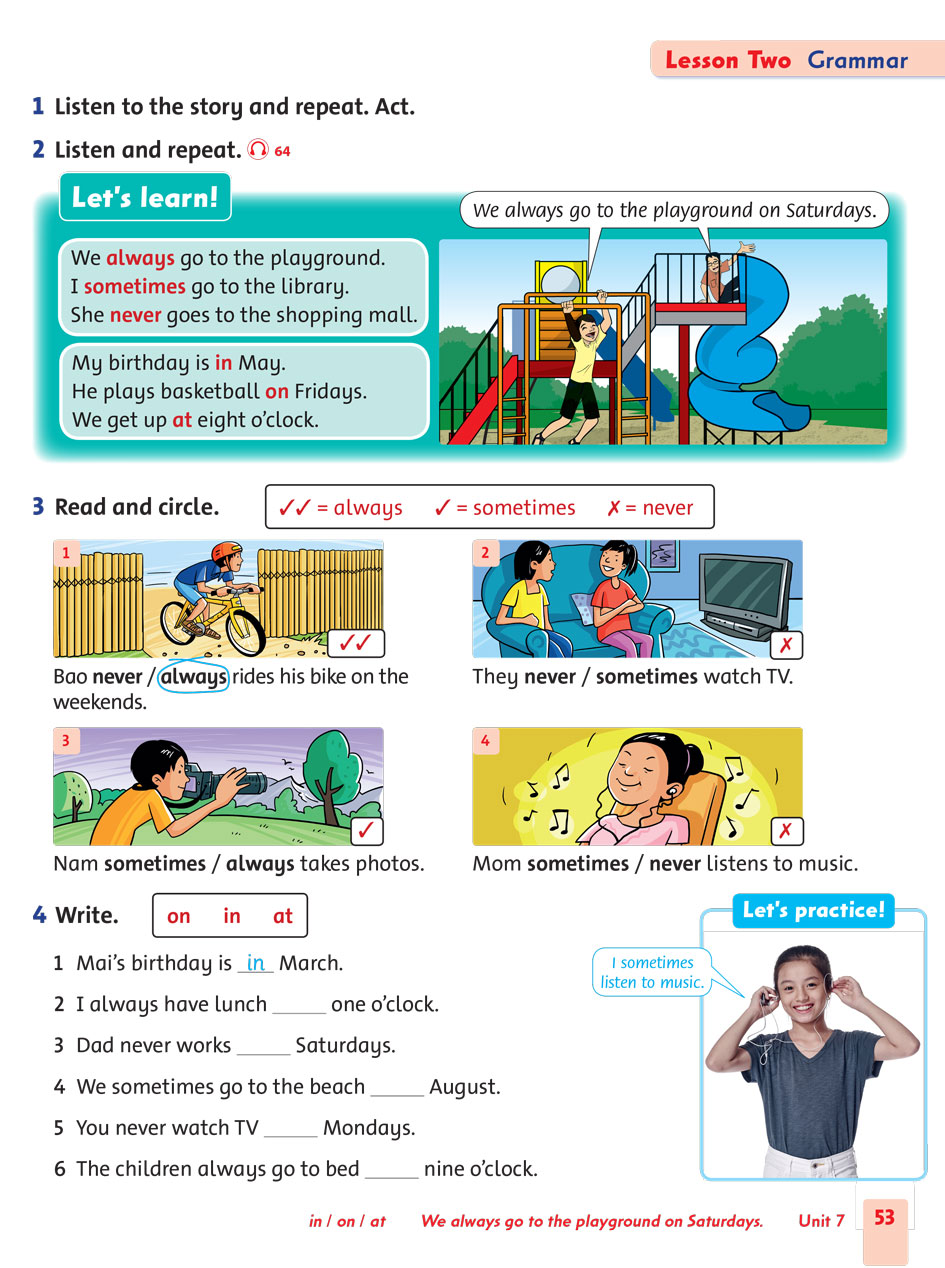 Lesson Two Grammar
1 Listen to the story and repeat. Act.
2 Listen and repeat. 64
Let's learn!
We always go to the playground on Saturdays.
We always go to the playground.
I sometimes go to the library.
She never goes to the shopping mall.
My birthday is in May.
He plays basketball on Fridays.
We get up at eight o'clock.
3 Read and circle.
✓✓ = always ✓ = sometimes ✗ = never
1
✓✓
Bao never / always rides his bike on the
weekends.
2
✗
They never / sometimes watch TV.
3
✓
Nam sometimes / always takes photos.
4
✗
Mom sometimes / never listens to music.
4 Write.
on in at
1 Mai's birthday is in March.
2 I always have lunch _____ one o'clock.
3 Dad never works _____ Saturdays.
4 We sometimes go to the beach _____ August.
5 You never watch TV _____ Mondays.
6 The children always go to bed _____ nine o'clock.
Let's practice!
I sometimes
listen to music.
in / on / at We always go to the playground on Saturdays. Unit 7 53